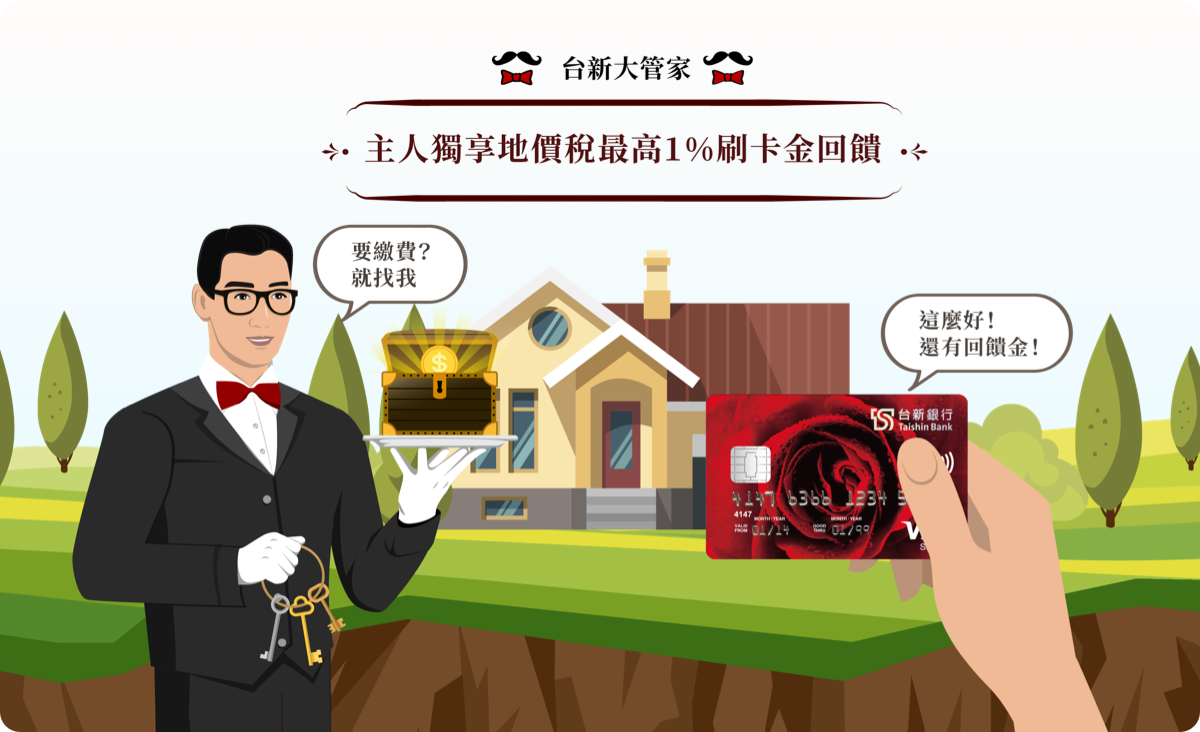 台新大管家
主人獨享地價稅最高1%刷卡金回饋
要繳費?
就找我
這麼好!
還有回饋金!
$
台新銀行
Taishin Bank
4147 6366 1234 5
4147
MONTH/YEAR
MONTH/YEAR
VALID FROM 01/14
GOOD THRU 01/99